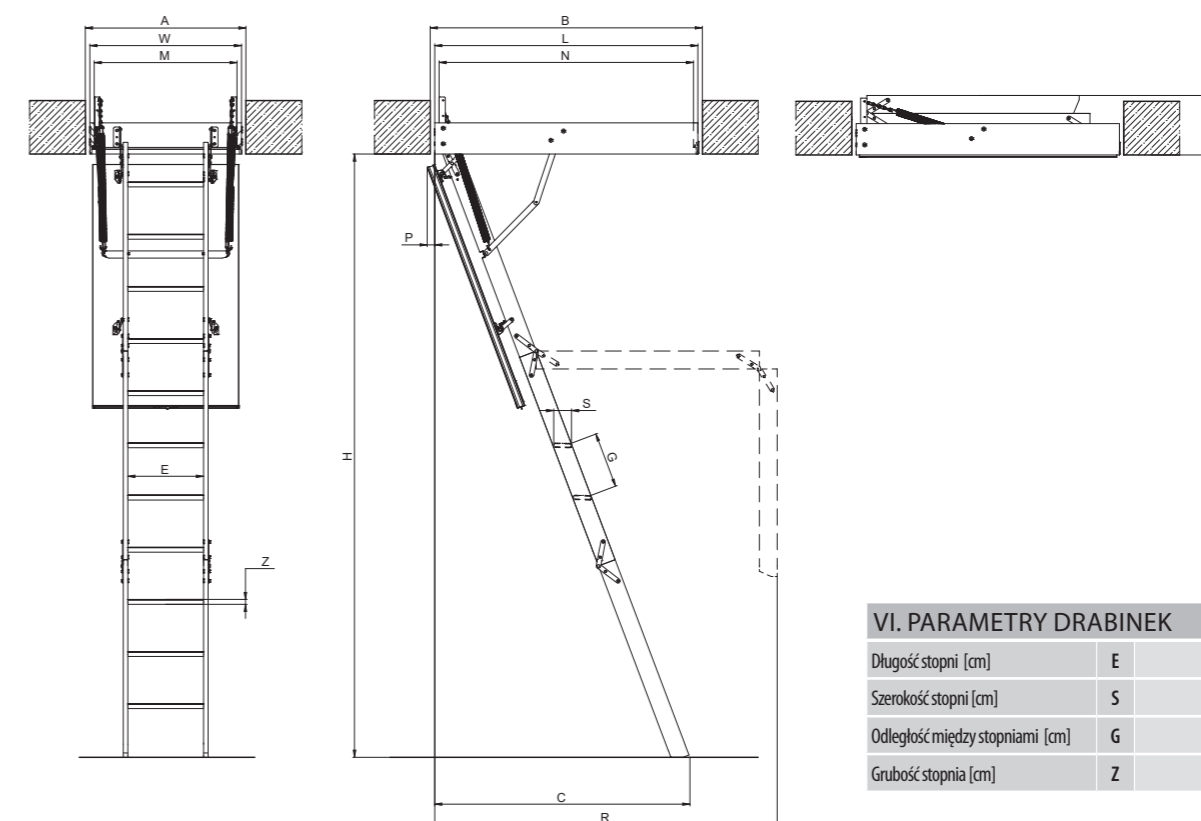 A
W
M
B
L
N
P
H
E
Z
S
G
C
R
VI. PARAMETRY DRABINEK
Długość stopni [cm] E
Szerokość stopni [cm] S
Odległość między stopniami [cm] G
Grubość stopnia [cm] Z